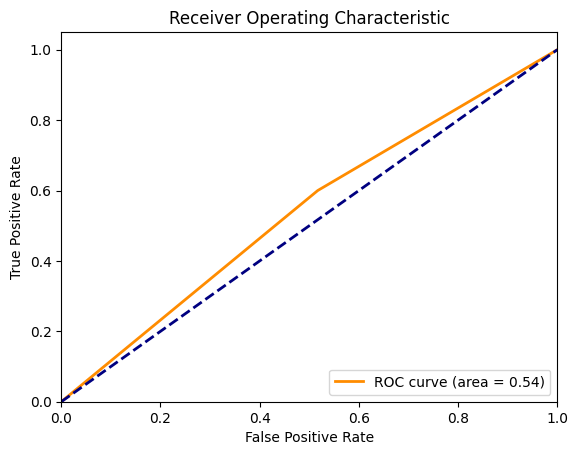 Receiver Operating Characteristic
1.0
0.8
0.6
0.4
0.2
0.0
True Positive Rate
ROC curve (area = 0.54)
0.0 0.2 0.4 0.6 0.8 1.0
False Positive Rate